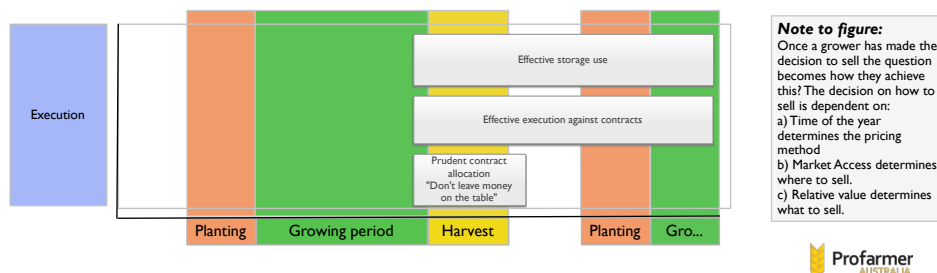 Execution
Effective storage use
Effective execution against contracts
Prudent contract
allocation
"Don't leave money
on the table"
Planting
Growing period
Harvest
Planting
Gro...
Note to figure:
Once a grower has made the
decision to sell the question
becomes how they achieve
this? The decision on how to
sell is dependent on:
a) Time of the year
determines the pricing
method
b) Market Access determines
where to sell.
c) Relative value determines
what to sell.
Profarmer
AUSTRALIA